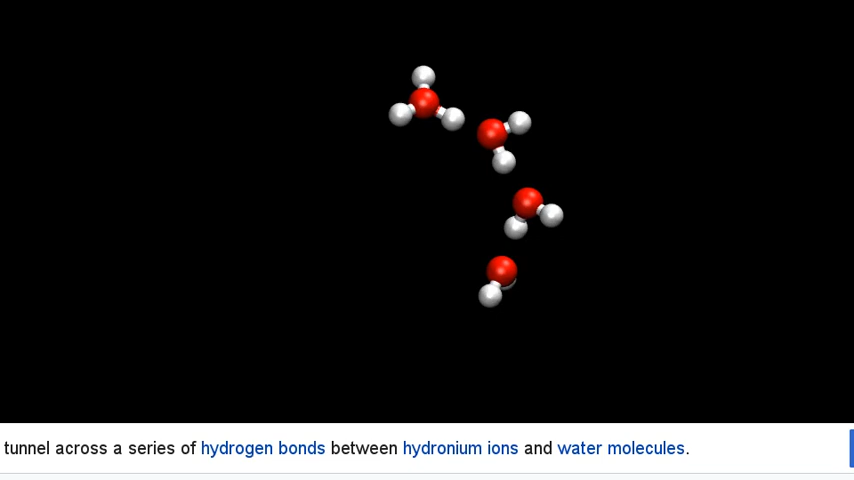 tunnel across a series of hydrogen bonds between hydronium ions and water molecules.